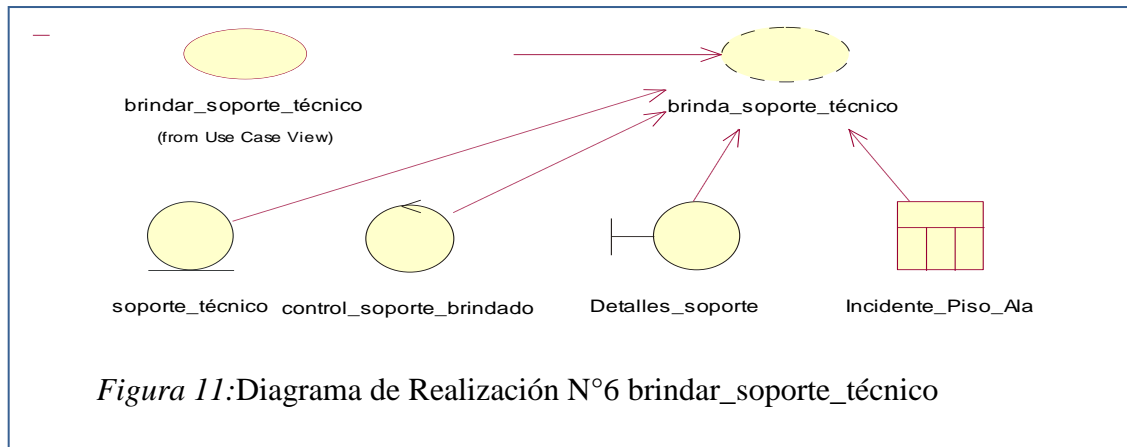 brindar_soporte_técnico
(from Use Case View)
brinda_soporte_técnico
soporte_técnico
control_soporte_brindado
Detalles_soporte
Incidente_Piso_Ala
Figura 11:Diagrama de Realización N°6 brindar_soporte_técnico